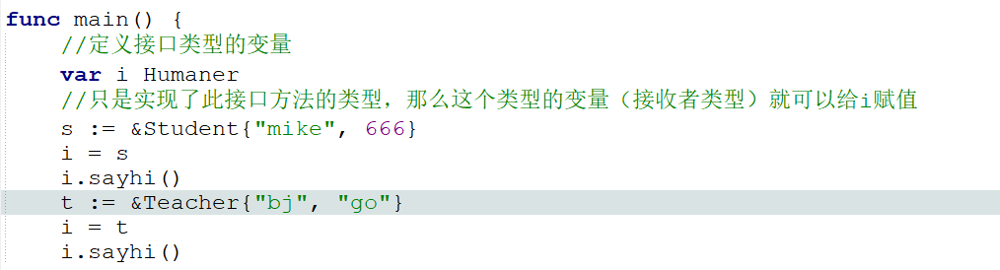 func main() {
//定义接口类型的变量
var i Humaner
//只是实现了此接口方法的类型，那么这个类型的变量（接收者类型）就可以给i赋值
s := &Student{"mike", 666}
i = s
i.sayhi()
t := &Teacher{"bj", "go"}
i = t
i.sayhi()